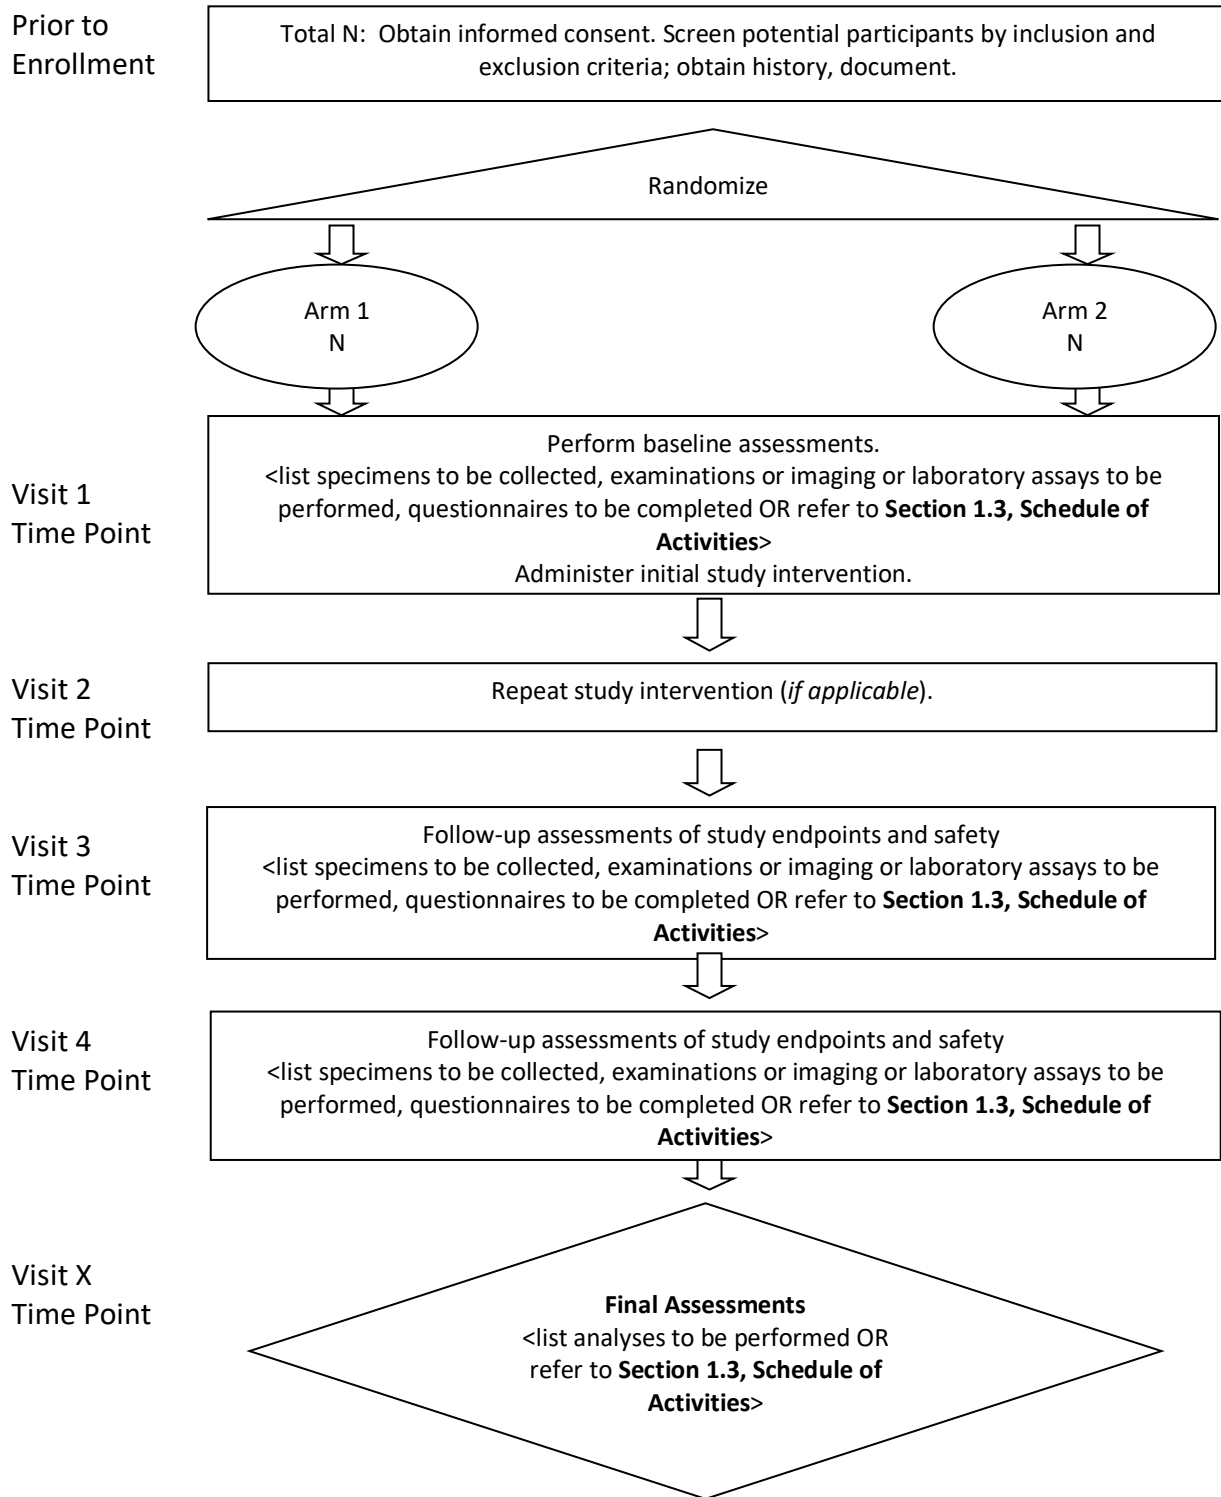 Prior to
Enrollment
Total N:  Obtain informed consent. Screen potential participants by inclusion and
exclusion criteria; obtain history, document.
Randomize
Arm 1
N
Arm 2
N
Visit 1
Time Point
Perform baseline assessments.
<list specimens to be collected, examinations or imaging or laboratory assays to be
performed, questionnaires to be completed OR refer to Section 1.3, Schedule of
Activities>
Administer initial study intervention.
Visit 2
Time Point
Repeat study intervention (if applicable).
Visit 3
Time Point
Follow-up assessments of study endpoints and safety
<list specimens to be collected, examinations or imaging or laboratory assays to be
performed, questionnaires to be completed OR refer to Section 1.3, Schedule of
Activities>
Visit 4
Time Point
Follow-up assessments of study endpoints and safety
<list specimens to be collected, examinations or imaging or laboratory assays to be
performed, questionnaires to be completed OR refer to Section 1.3, Schedule of
Activities>
Visit X
Time Point
Final Assessments
<list analyses to be performed OR
refer to Section 1.3, Schedule of
Activities>